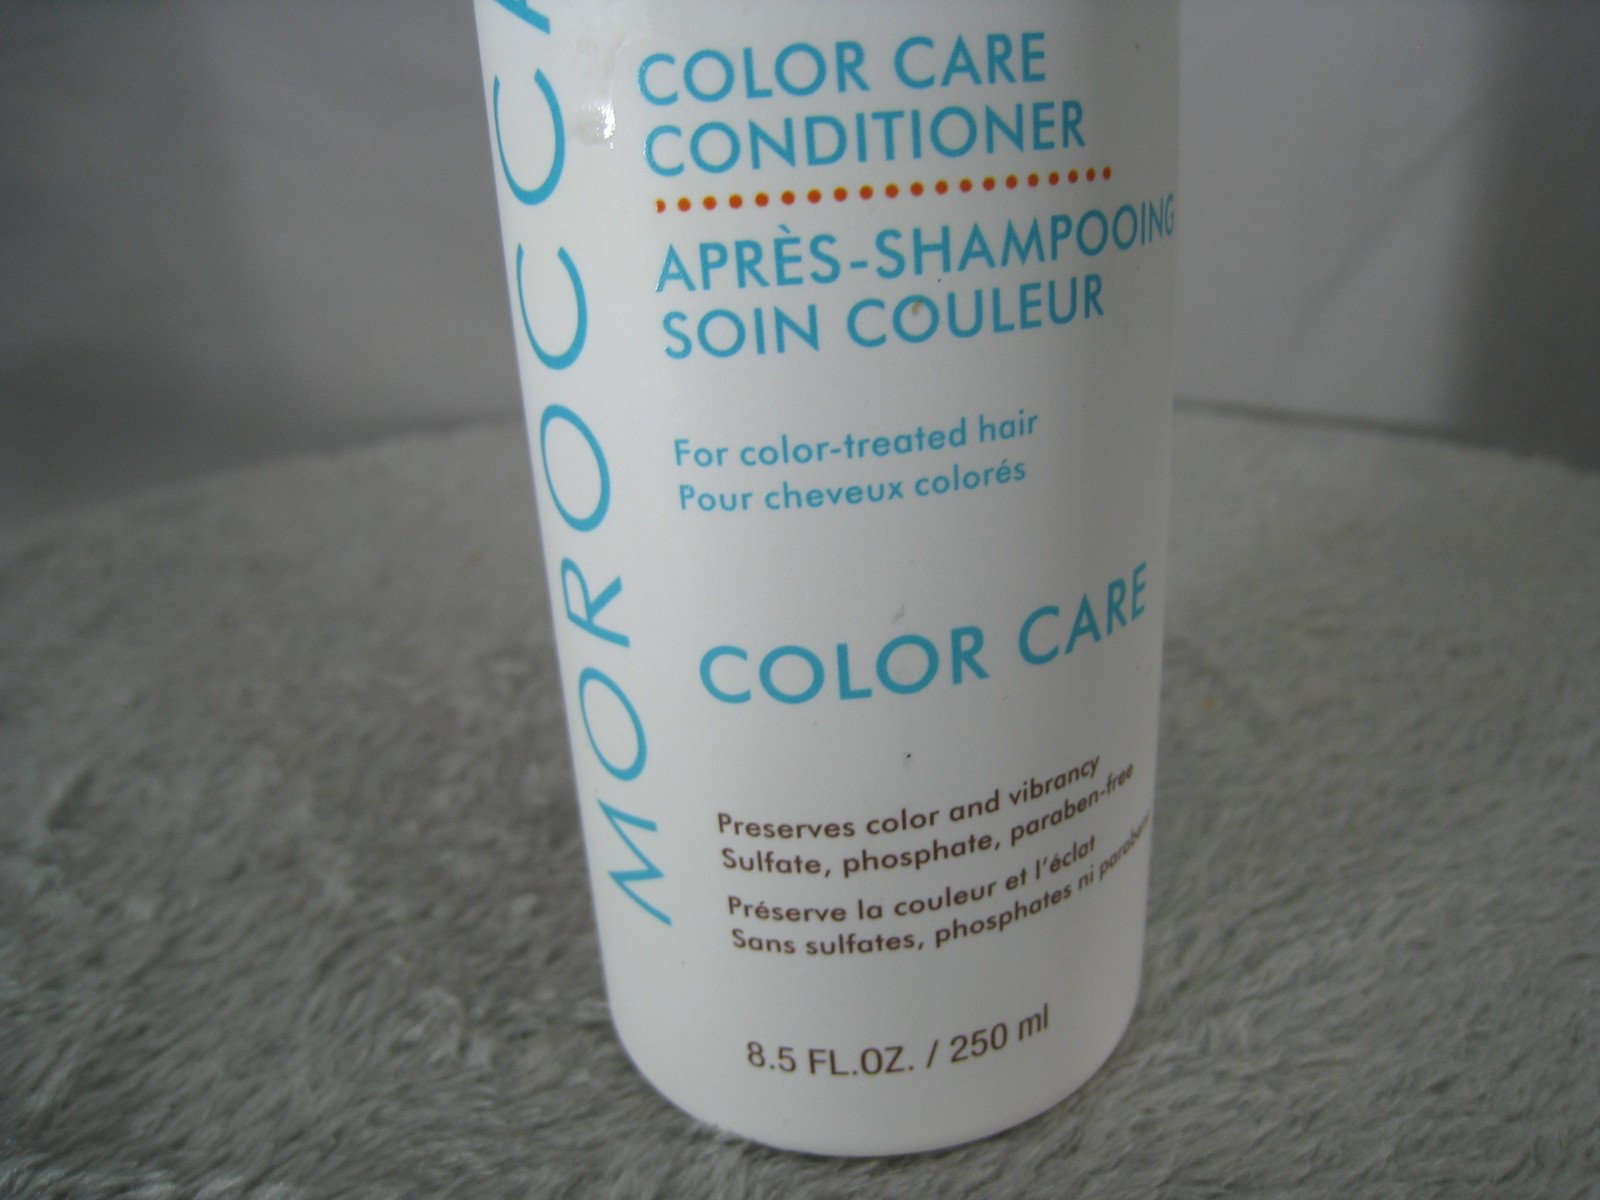 MOROCCA
COLOR CARE
CONDITIONER
APRÈS-SHAMPOOING
SOIN COULEUR
For color-treated hair
Pour cheveux colorés
COLOR CARE
Preserves color and vibrancy
Sulfate, phosphate, paraben-free
Préserve la couleur et l'éclat
Sans sulfates, phosphates ni parabens
8.5 FL.OZ. / 250 ml